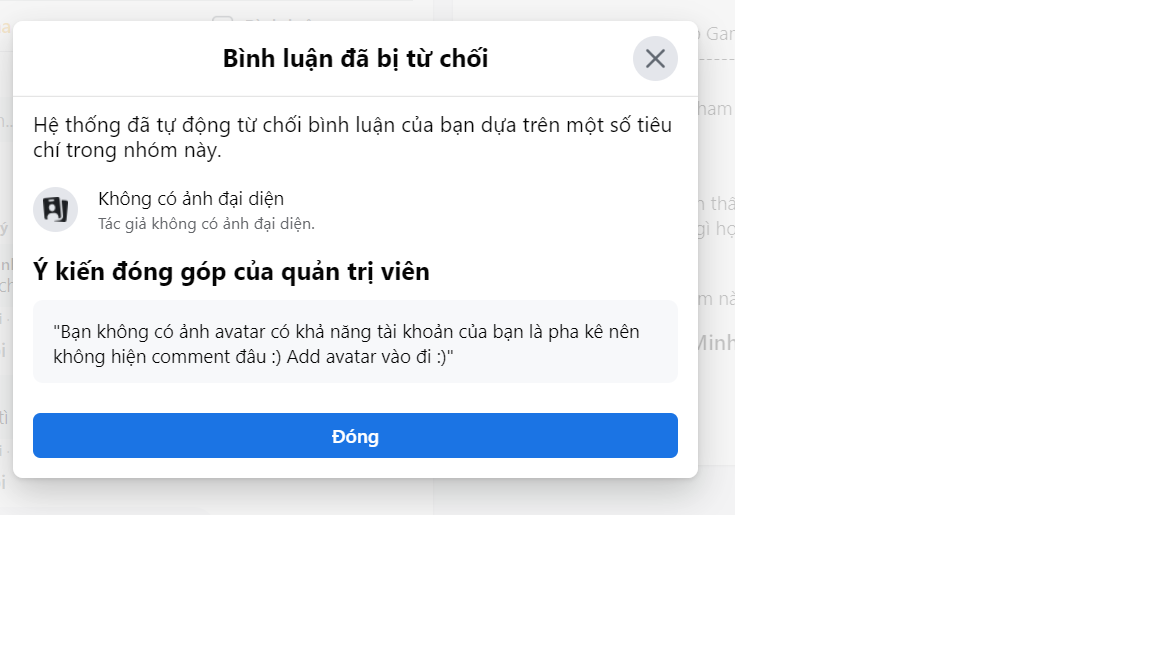 Bình luận đã bị từ chối
Hệ thống đã tự động từ chối bình luận của bạn dựa trên một số tiêu
chí trong nhóm này.
Không có ảnh đại diện
Tác giả không có ảnh đại diện.
Ý kiến đóng góp của quản trị viên
"Bạn không có ảnh avatar có khả năng tài khoản của bạn là pha kê nên
không hiện comment đâu :) Add avatar vào đi :)"
Đóng